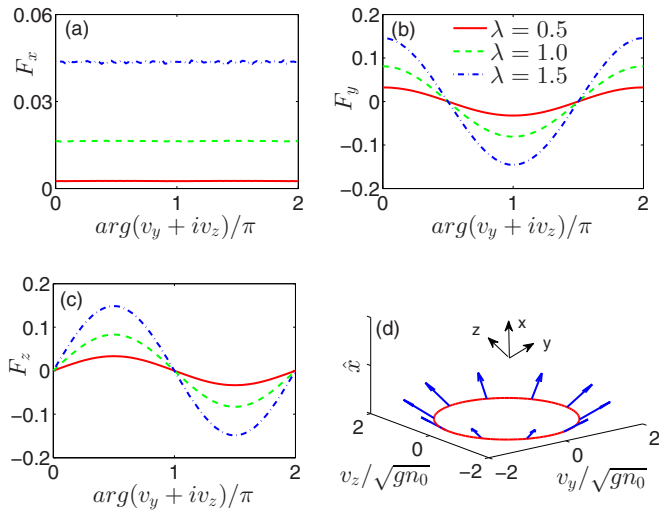 (a)
F_x
0.06
0.03
0
0 1 2
arg(v_y + iv_z)/π
(b)
λ = 0.5
λ = 1.0
λ = 1.5
F_y
0.2
0.1
0
−0.1
−0.2
0 1 2
arg(v_y + iv_z)/π
(c)
F_z
0.2
0.1
0
−0.1
−0.2
0 1 2
arg(v_y + iv_z)/π
(d)
x
z
y
x̂
2
0
−2
v_z/√gn_0
−2
0
2
v_y/√gn_0